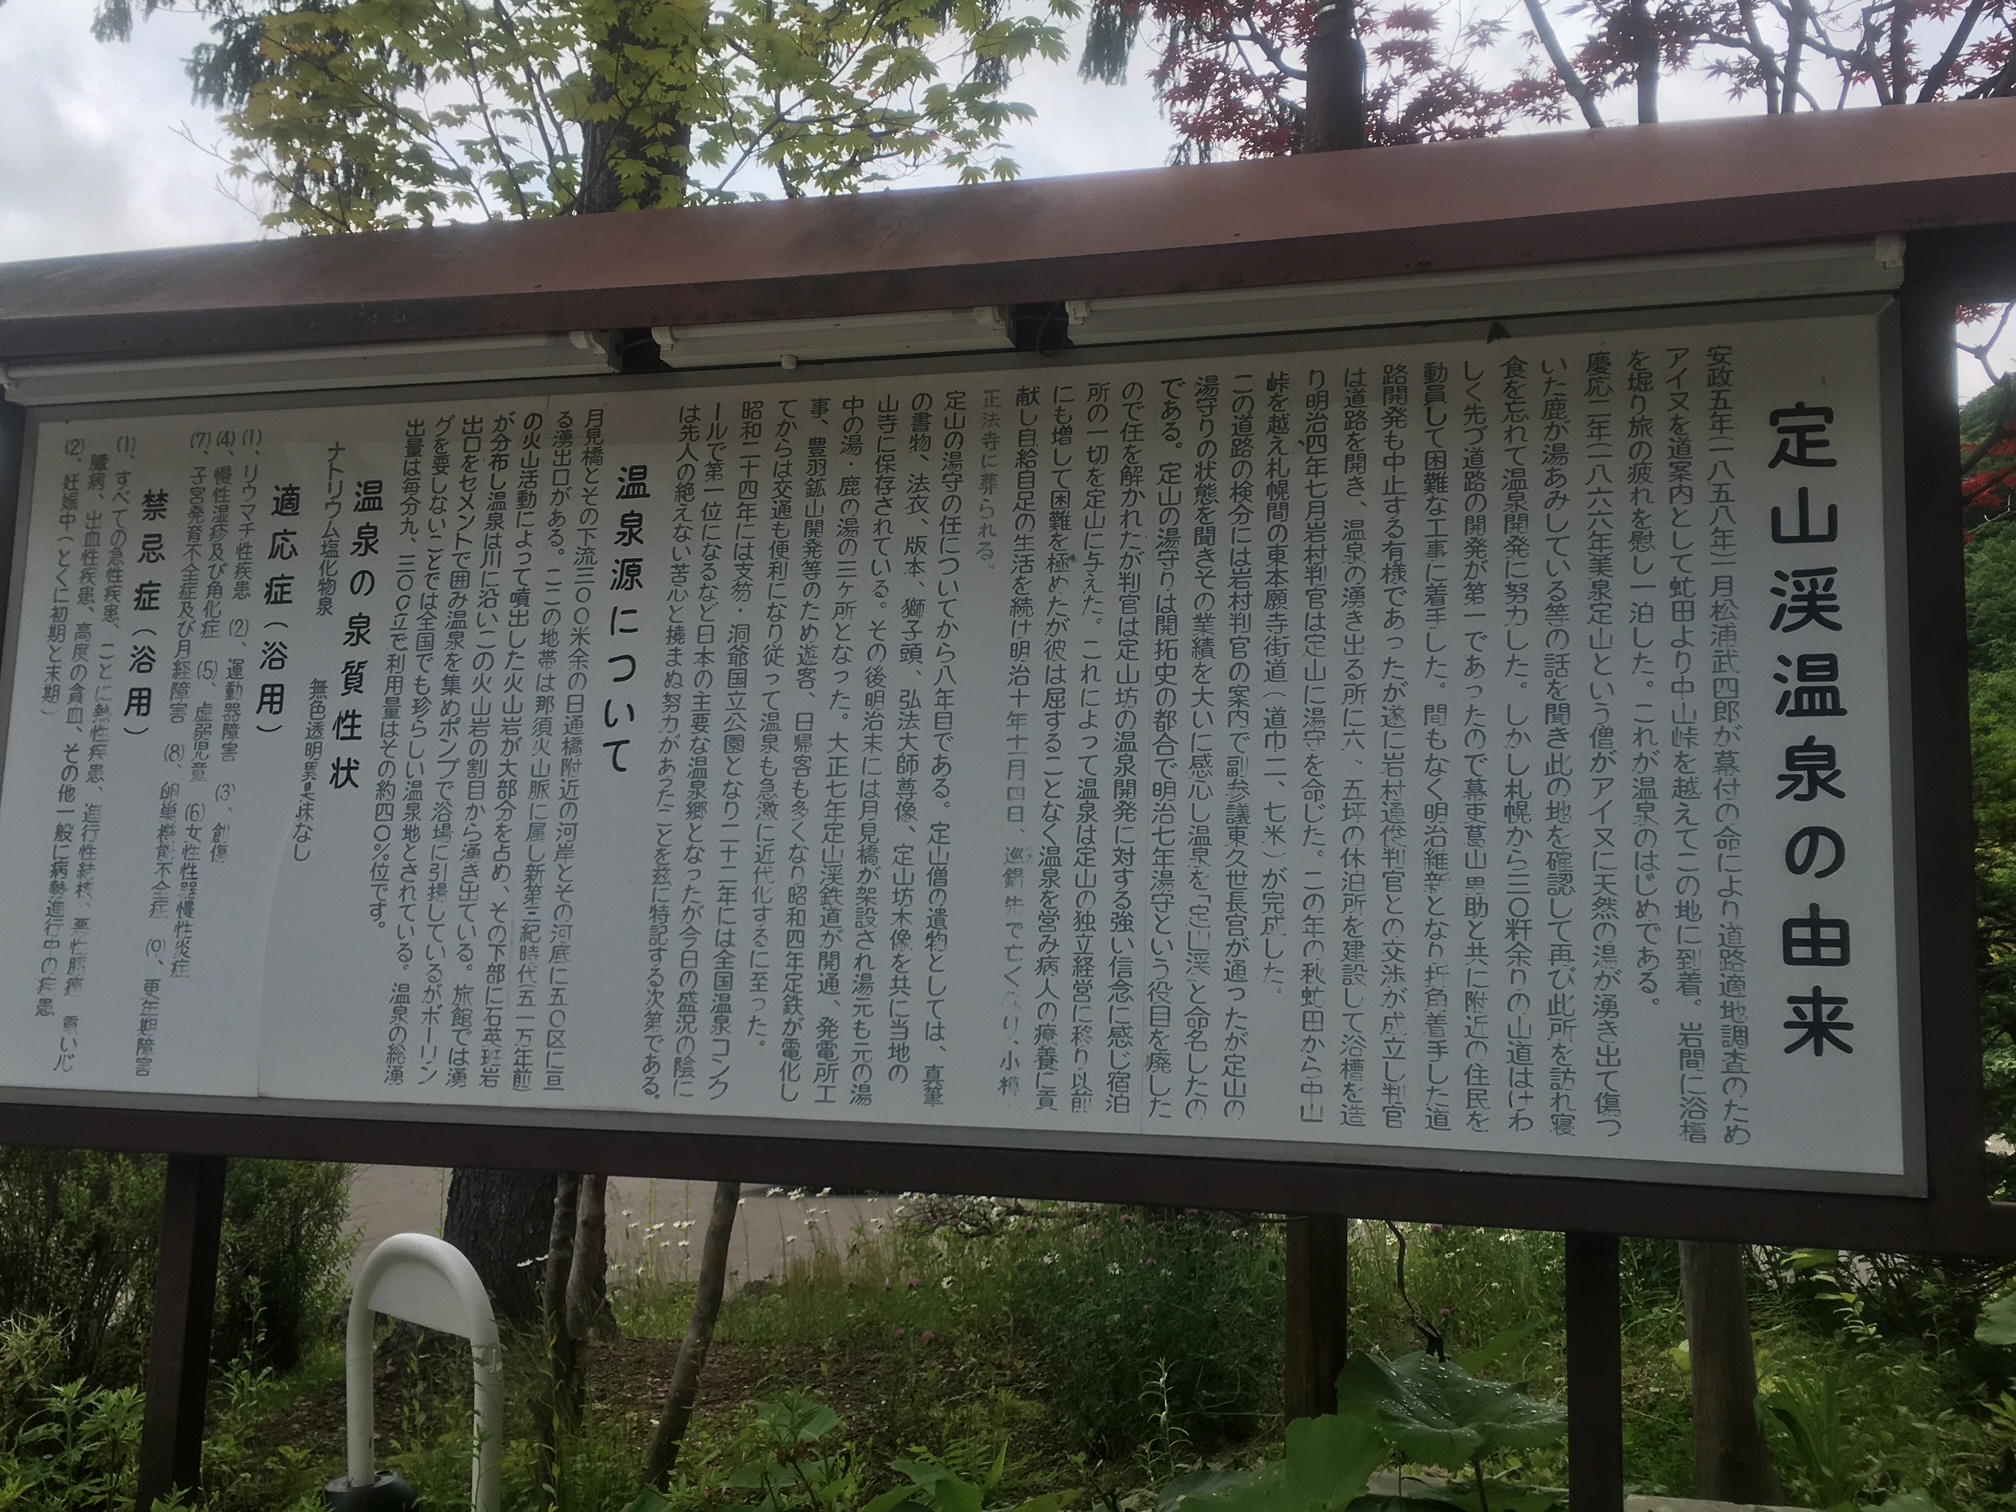 定山渓温泉の由来
安政五年(一八五八年)二月松浦武四郎が幕付の命により道路適地調査のため
アイヌを道案内として虻田より中山峠を越えてこの地に到着。岩間に浴槽
を堀り旅の疲れを慰し一泊した。これが温泉のはじめである。
慶応二年(一八六六年)美泉定山という僧がアイヌに天然の湯が湧き出て傷つ
いた鹿が湯あみしている等の話を聞き此の地を確認して再び此所を訪れ寝
食を忘れて温泉開発に努力した。しかし札幌から三〇粁余りの山道はけわ
しく先づ道路の開発が第一であったので幕吏葛山男助と共に附近の住民を
動員して困難な工事に着手した。間もなく明治維新となり折角着手した道
路開発も中止する有様であったが遂に岩村通俊判官との交渉が成立し判官
は道路を開き、温泉の湧き出る所に六、五坪の休泊所を建設して浴槽を造
り明治四年七月岩村判官は定山に湯守を命じた。この年の秋虻田から中山
峠を越え札幌間の東本願寺街道(道巾二、七米)が完成した。
この道路の検分には岩村判官の案内で副参議東久世長官が通ったが定山の
湯守りの状態を聞きその業績を大いに感心し温泉を「定山渓」と命名したの
である。定山の湯守りは開拓史の都合で明治七年湯守という役目を廃した
ので任を解かれたが判官は定山坊の温泉開発に対する強い信念に感じ宿泊
所の一切を定山に与えた。これによって温泉は定山の独立経営に移り以前
にも増して困難を極めたが彼は屈することなく温泉を営み病人の療養に貢
献し自給自足の生活を続け明治十年十一月四日、巡錫先で亡くなり、小樽
正法寺に葬られる。
定山の湯守の任についてから八年目である。定山僧の遺物としては、真筆
の書物、法衣、版本、獅子頭、弘法大師尊像、定山坊木像を共に当地の
山寺に保存されている。その後明治末には月見橋が架設され湯元も元の湯
中の湯・鹿の湯の三ヶ所となった。大正七年定山渓鉄道が開通、発電所工
事、豊羽鉱山開発等のため遊客、日帰客も多くなり昭和四年定鉄が電化し
てからは交通も便利になり従って温泉も急激に近代化するに至った。
昭和二十四年には支笏・洞爺国立公園となり二十二年には全国温泉コンク
ールで第一位になるなど日本の主要な温泉郷となったが今日の盛況の陰に
は先人の絶えない苦心と撓まぬ努力があったことを茲に特記する次第である。
温泉源について
月見橋とその下流三〇〇米余の日通橋附近の河岸とその河底に五〇区に亘
る湧出口がある。ここの地帯は那須火山脈に属し新第三紀時代(五一万年前)
の火山活動によって噴出した火山岩が大部分を占め、その下部に石英斑岩
が分布し温泉は川に沿いこの火山岩の割目から湧き出ている。旅館では湧
出口をセメントで囲み温泉を集めポンプで浴場に引揚しているがボーリン
グを要しないことでは全国でも珍らしい温泉地とされている。温泉の総湧
出量は毎分九、三〇〇立で利用量はその約四〇%位です。
温泉の泉質性状
ナトリウム塩化物泉 無色透明異臭味なし
適応症(浴用)
(1)、リウマチ性疾患 (2)、運動器障害 (3)、創傷
(4)、慢性湿疹及び角化症 (5)、虚弱児童 (6)女性性器慢性炎症
(7)、子宮発育不全症及び月経障害 (8)、卵巣機能不全症 (9)、更年期障害
禁忌症(浴用)
(1)、すべての急性疾患、ことに熱性疾患、進行性結核、悪性腫瘍、重い心
臓病、出血性疾患、高度の貧血、その他一般に病勢進行中の疾患
(2)、妊娠中(とくに初期と末期)